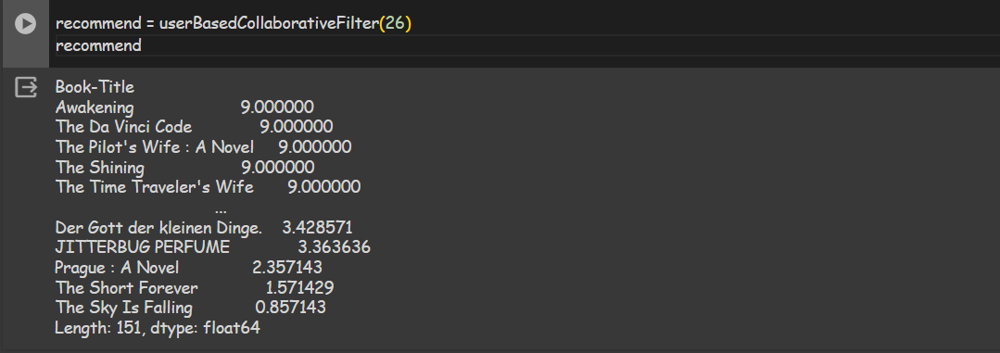 recommend = userBasedCollaborativeFilter(26)
recommend
Book-Title
Awakening 9.000000
The Da Vinci Code 9.000000
The Pilot's Wife : A Novel 9.000000
The Shining 9.000000
The Time Traveler's Wife 9.000000
...
Der Gott der kleinen Dinge. 3.428571
JITTERBUG PERFUME 3.363636
Prague : A Novel 2.357143
The Short Forever 1.571429
The Sky Is Falling 0.857143
Length: 151, dtype: float64